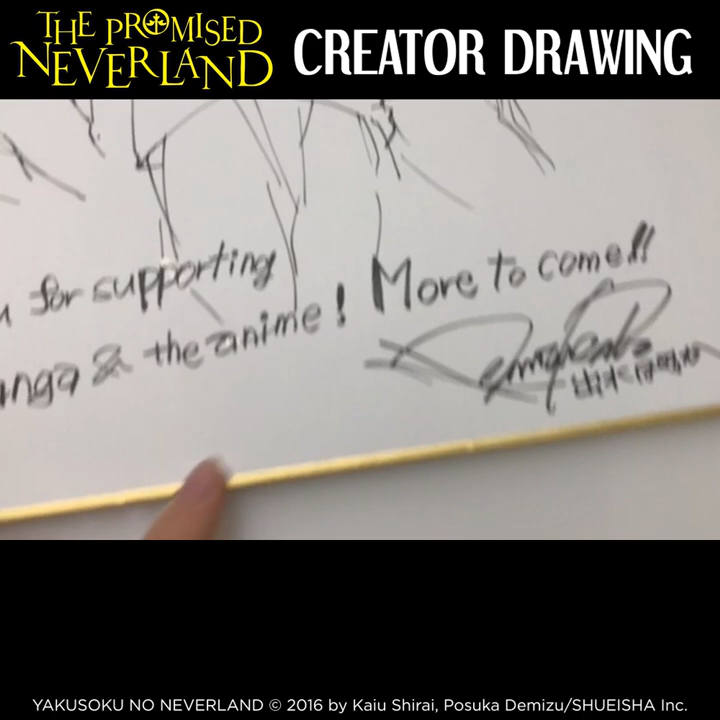 THE PROMISED
NEVERLAND
CREATOR DRAWING
for supporting
& the anime! More to come!!
YAKUSOKU NO NEVERLAND © 2016 by Kaiu Shirai, Posuka Demizu/SHUEISHA Inc.